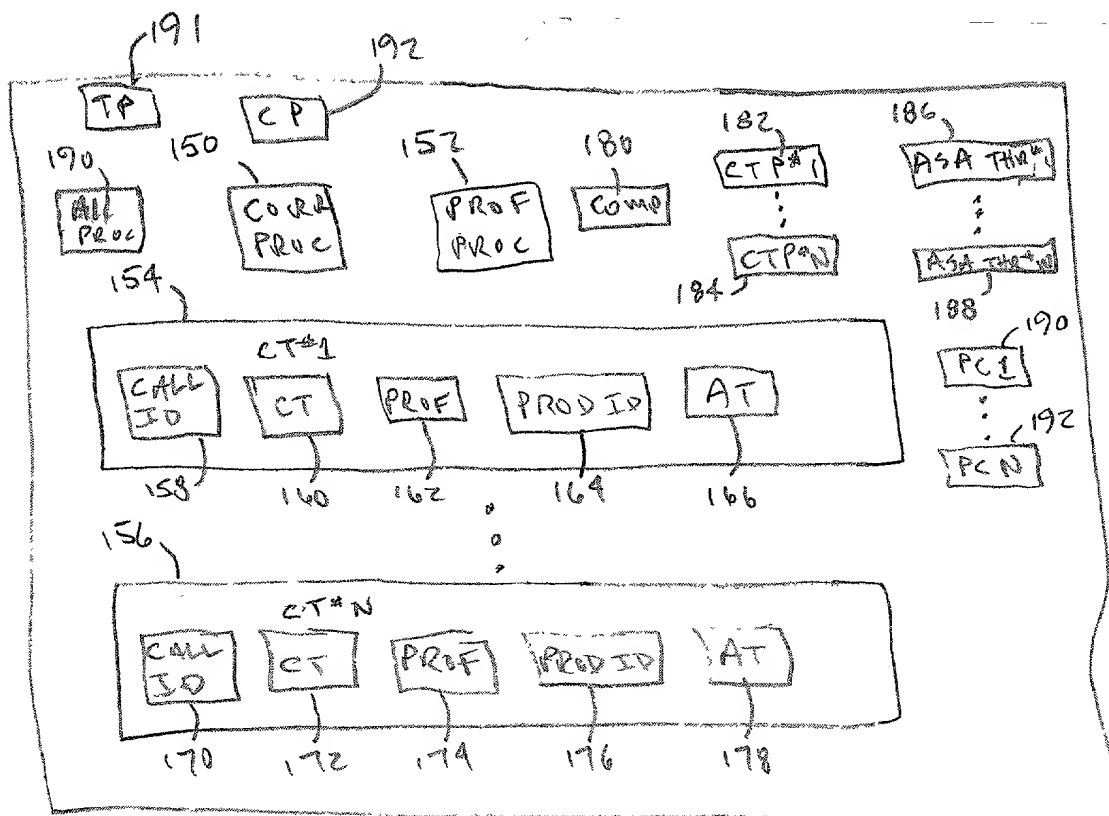 191
192
TP
CP
190
150
152
180
182
186
ALL
PROC
CORR
PROC
PROF
PROC
COMP
CTP#1
ASA THR#1
CTP#N
ASA THR#N
184
188
154
190
CT#1
PC1
CALL
ID
CT
PROF
PROD ID
AT
192
PCN
158
160
162
164
166
156
CT#N
CALL
ID
CT
PROF
PROD ID
AT
170
172
174
176
178